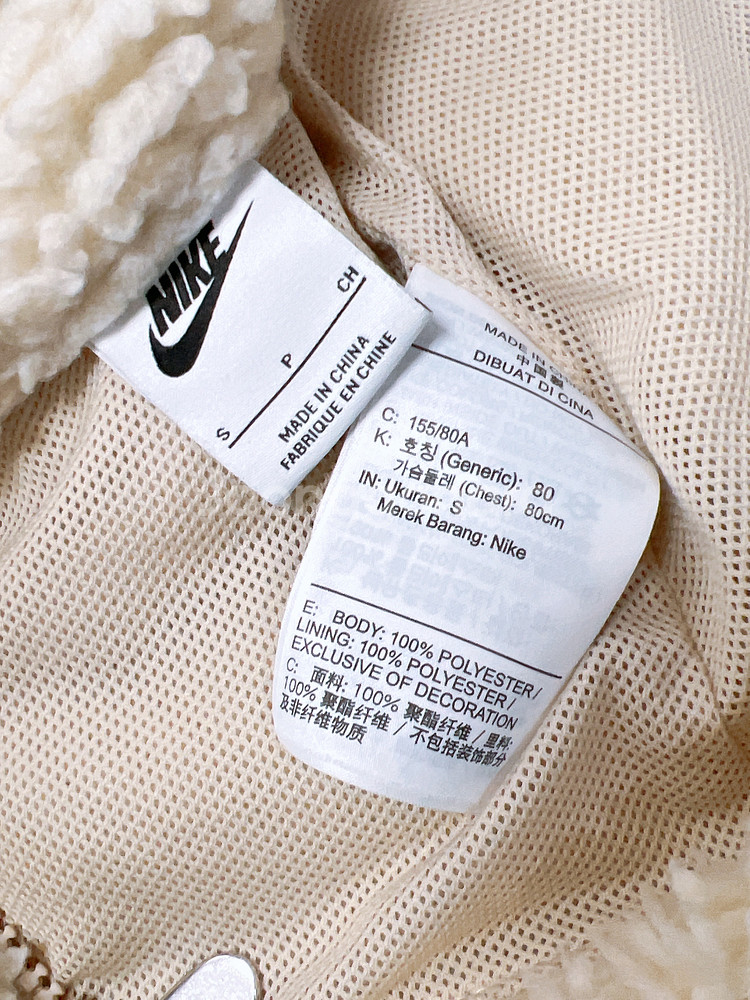 NIKE
S P CH
MADE IN CHINA
FABRIQUE EN CHINE
MADE IN
中国製
DIBUAT DI CINA
C: 155/80A
K: 호칭 (Generic): 80
가슴둘레 (Chest): 80cm
IN: Ukuran: S
Merek Barang: Nike
E: BODY: 100% POLYESTER/
LINING: 100% POLYESTER/
EXCLUSIVE OF DECORATION
C: 面料: 100% 聚酯纤维 / 里料:
100% 聚酯纤维 / 不包括装饰部分
及非纤维物质